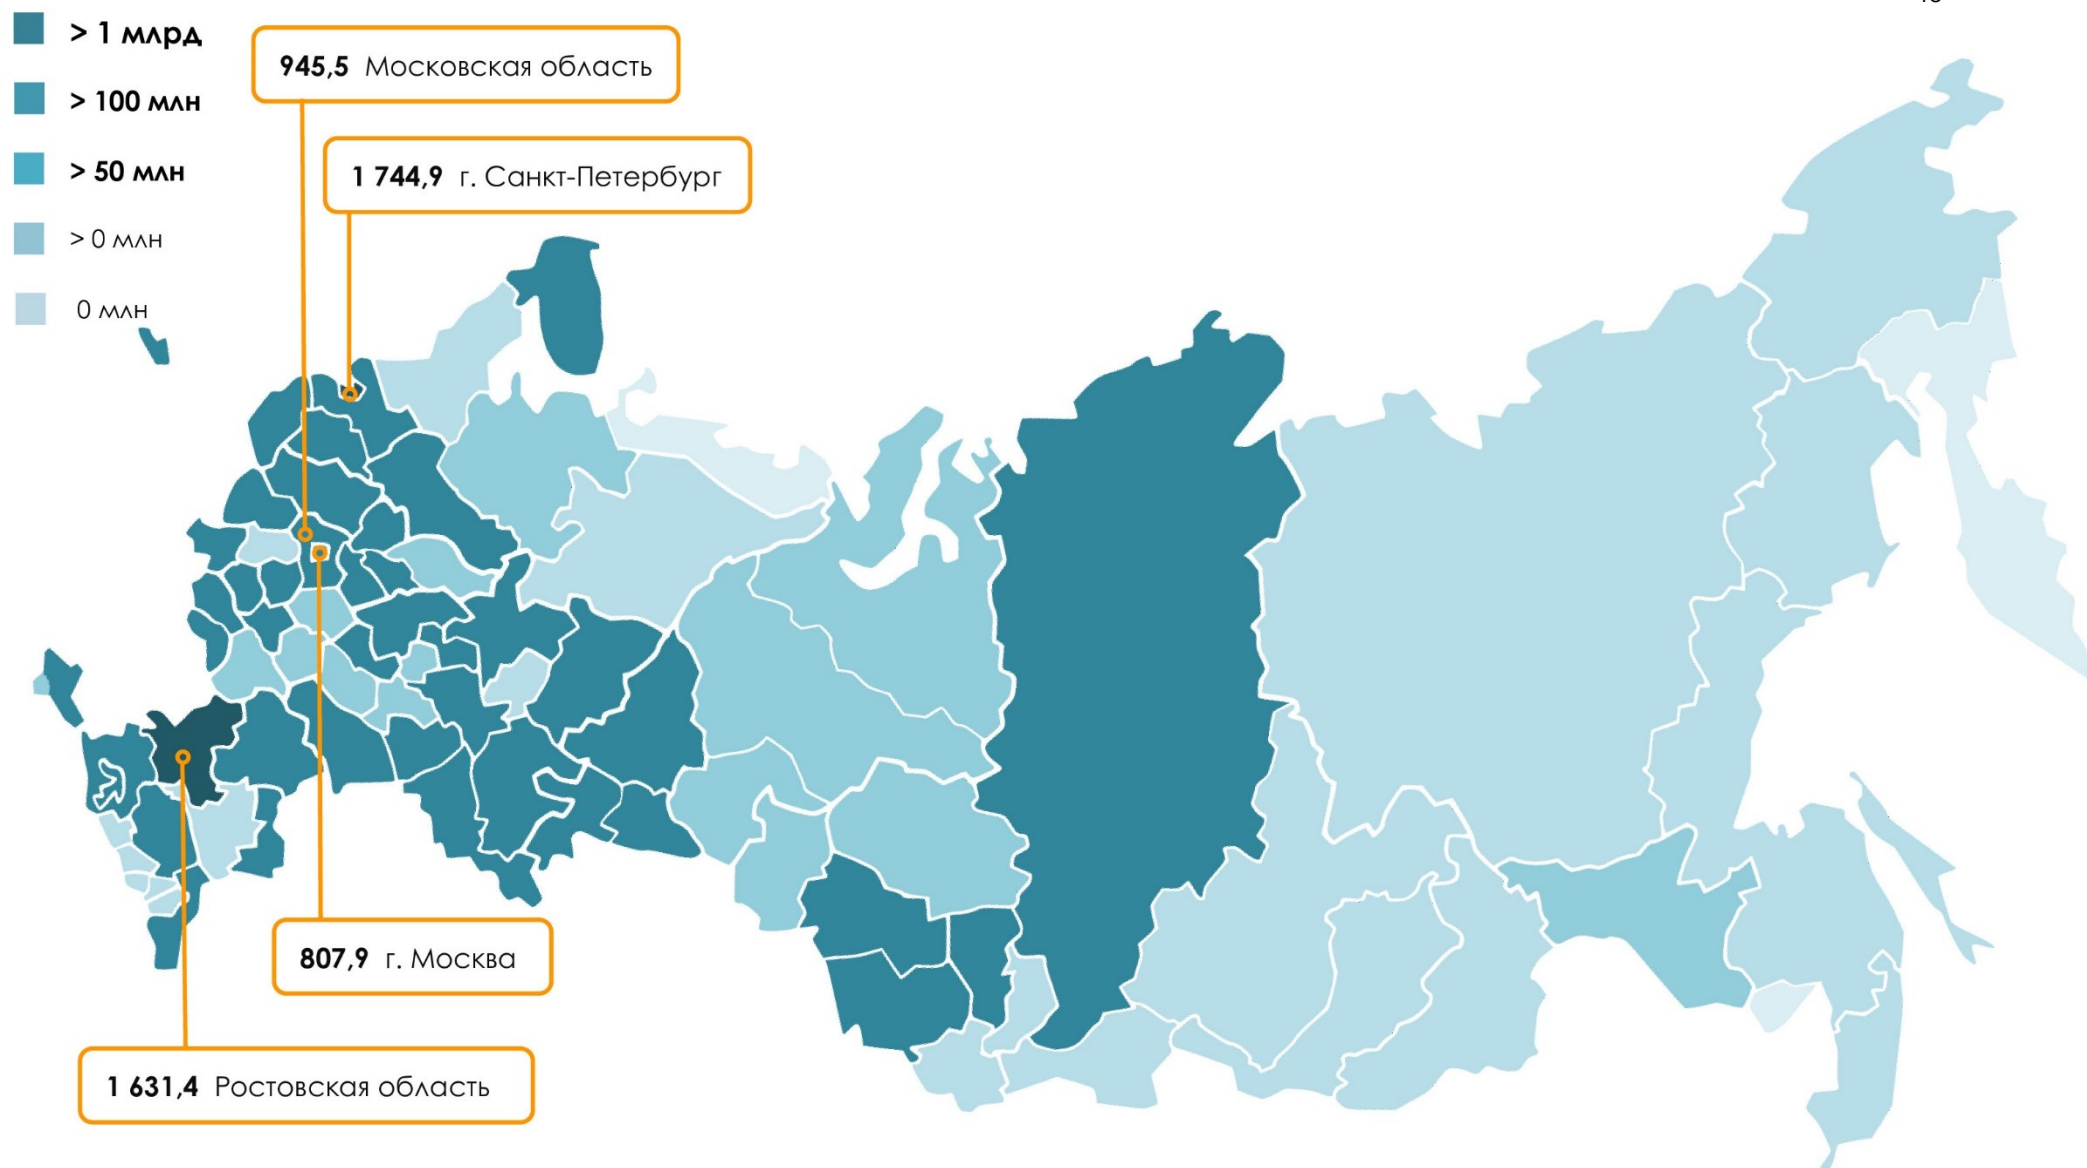 > 1 млрд
> 100 млн
> 50 млн
> 0 млн
0 млн
945,5 Московская область
1 744,9 г. Санкт-Петербург
807,9 г. Москва
1 631,4 Ростовская область